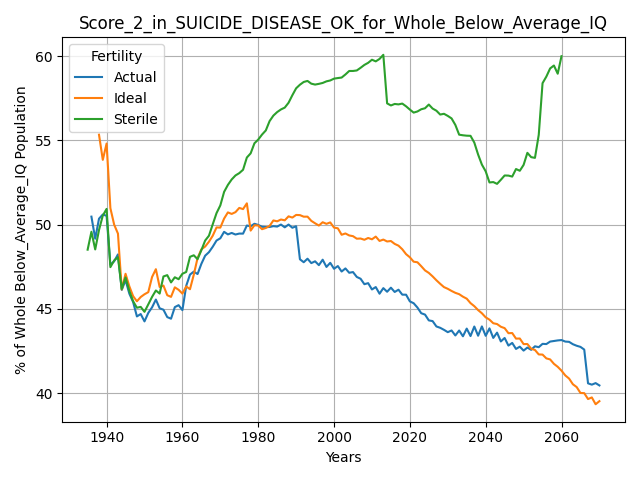 Score_2_in_SUICIDE_DISEASE_OK_for_Whole_Below_Average_IQ
% of Whole Below_Average_IQ Population
60
55
50
45
40
Fertility
Actual
Ideal
Sterile
1940 1960 1980 2000 2020 2040 2060
Years